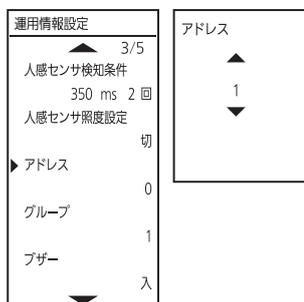 運用情報設定
3/5
人感センサ検知条件
350 ms 2 回
人感センサ照度設定
切
アドレス
0
グループ
1
ブザー
入
アドレス
1